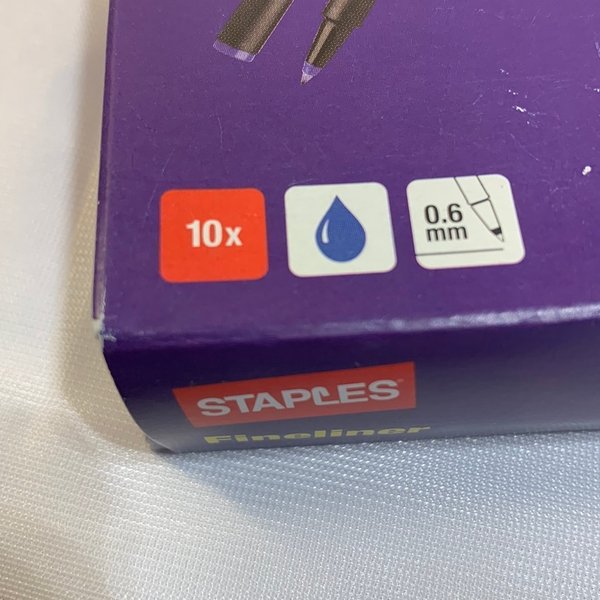 10x
0.6
mm
STAPLES
Fineliner